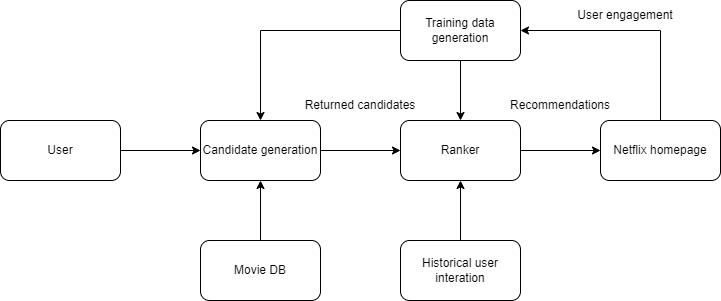 Training data
generation
User engagement
Returned candidates
Recommendations
User
Candidate generation
Ranker
Netflix homepage
Movie DB
Historical user
interation